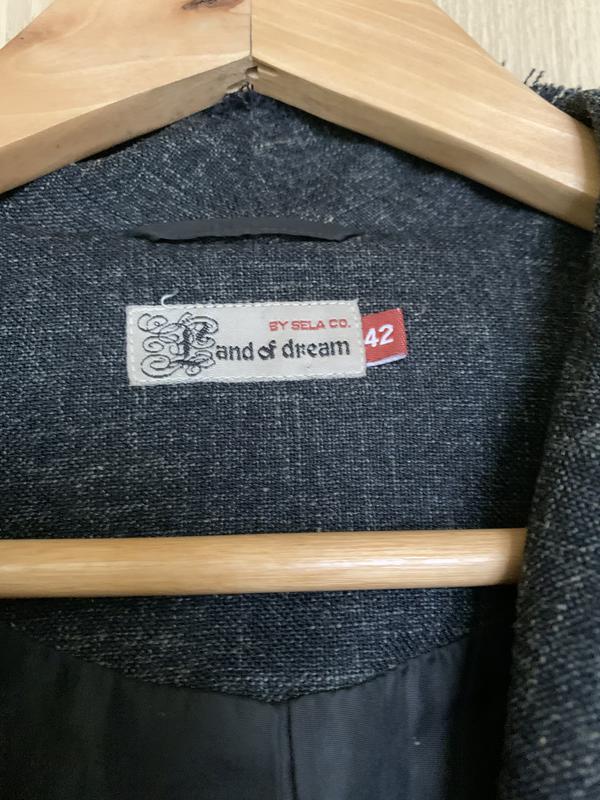 BY SELA CO.
Land of dream
42